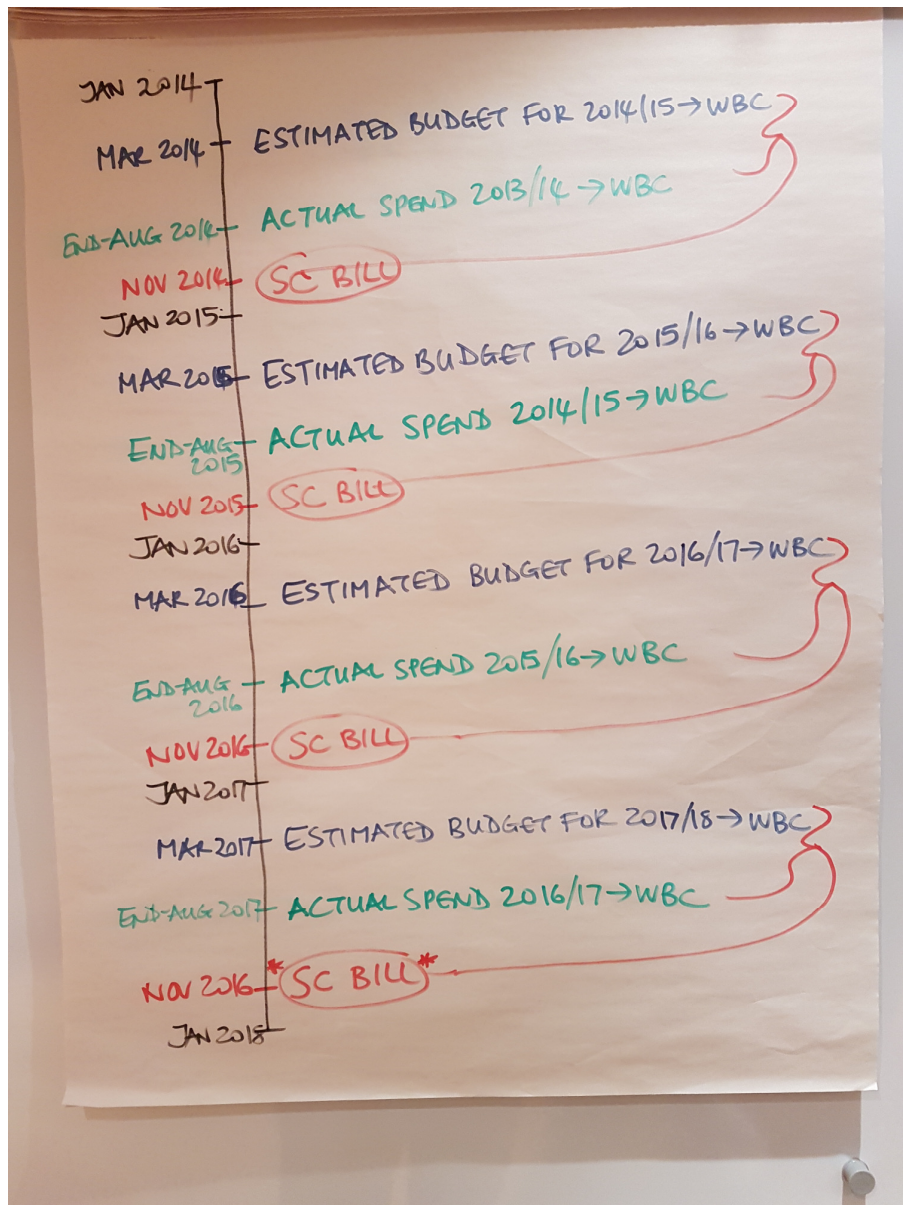 JAN 2014
MAR 2014 ESTIMATED BUDGET FOR 2014/15→WBC
END-AUG 2014 ACTUAL SPEND 2013/14→WBC
NOV 2014 SC BILL
JAN 2015
MAR 2015 ESTIMATED BUDGET FOR 2015/16→WBC
END-AUG 2015 ACTUAL SPEND 2014/15→WBC
NOV 2015 SC BILL
JAN 2016
MAR 2016 ESTIMATED BUDGET FOR 2016/17→WBC
END-AUG 2016 ACTUAL SPEND 2015/16→WBC
NOV 2016 SC BILL
JAN 2017
MAR 2017 ESTIMATED BUDGET FOR 2017/18→WBC
END-AUG 2017 ACTUAL SPEND 2016/17→WBC
NOV 2016 *SC BILL*
JAN 2018